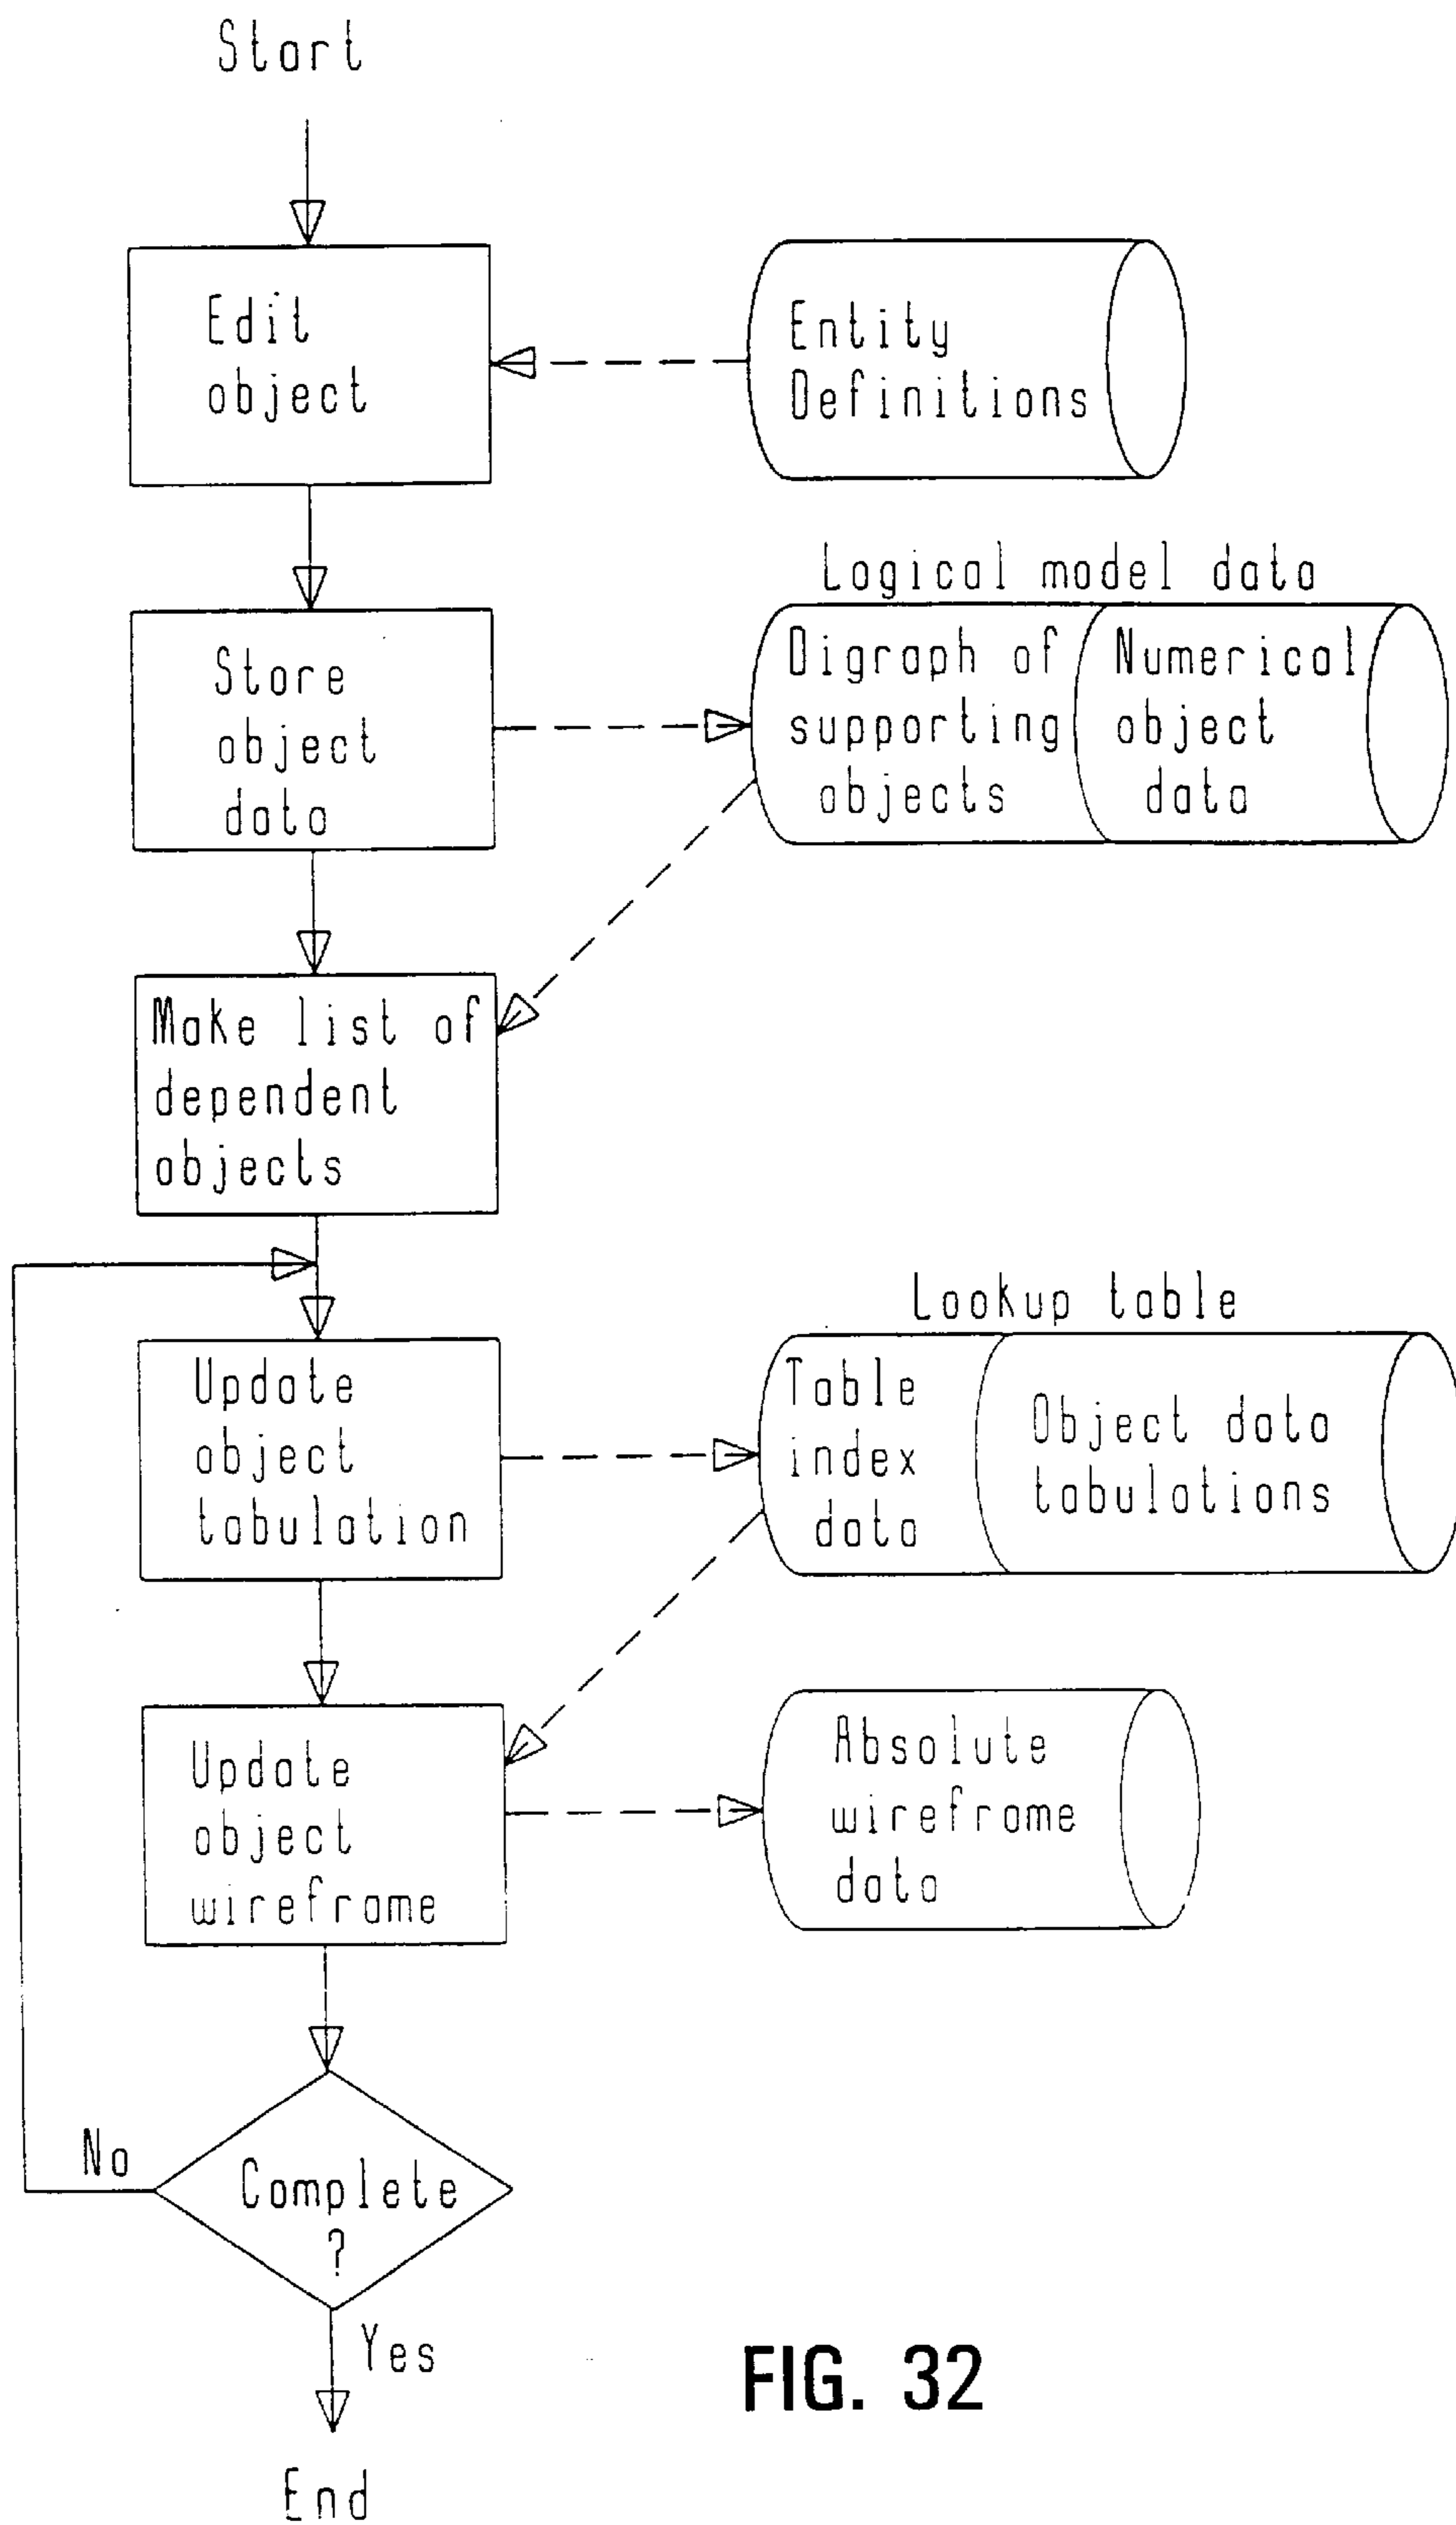 Start
Edit
object
Entity
Definitions
Logical model data
Store
object
data
Digraph of
supporting
objects
Numerical
object
data
Make list of
dependent
objects
Lookup table
Update
object
tabulation
Table
index
data
Object data
tabulations
Update
object
wireframe
Absolute
wireframe
data
No
Complete
?
Yes
FIG. 32
End